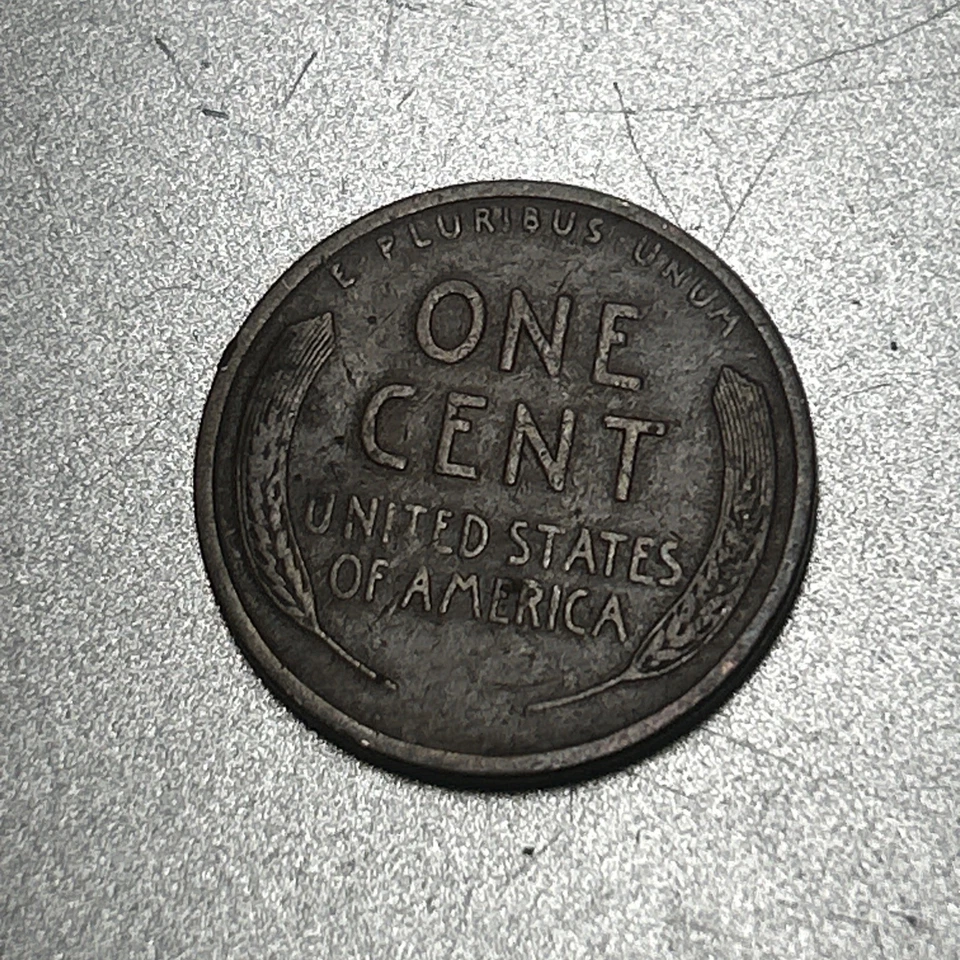 E · PLURIBUS · UNUM
ONE
CENT
UNITED STATES
OF AMERICA